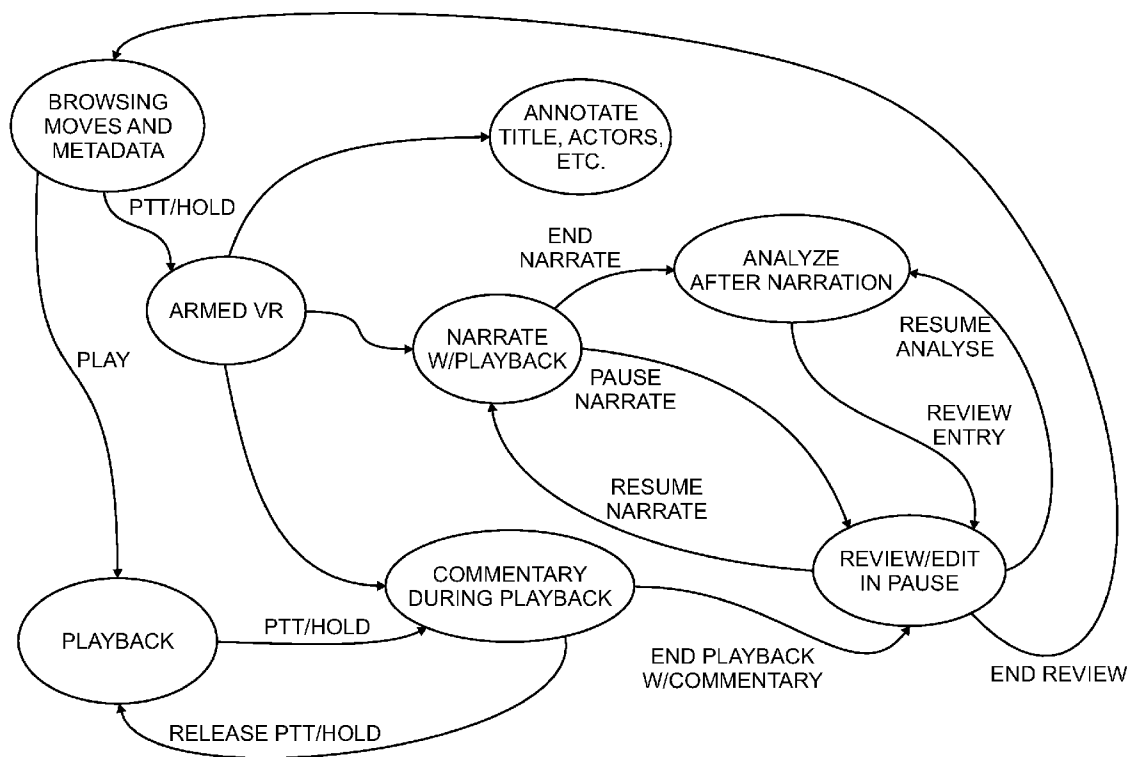 BROWSING
MOVES AND
METADATA
ANNOTATE
TITLE, ACTORS,
ETC.
PTT/HOLD
END
NARRATE
ANALYZE
AFTER NARRATION
ARMED VR
NARRATE
W/PLAYBACK
RESUME
ANALYSE
PLAY
PAUSE
NARRATE
REVIEW
ENTRY
RESUME
NARRATE
COMMENTARY
DURING PLAYBACK
REVIEW/EDIT
IN PAUSE
PLAYBACK
PTT/HOLD
END PLAYBACK
W/COMMENTARY
END REVIEW
RELEASE PTT/HOLD